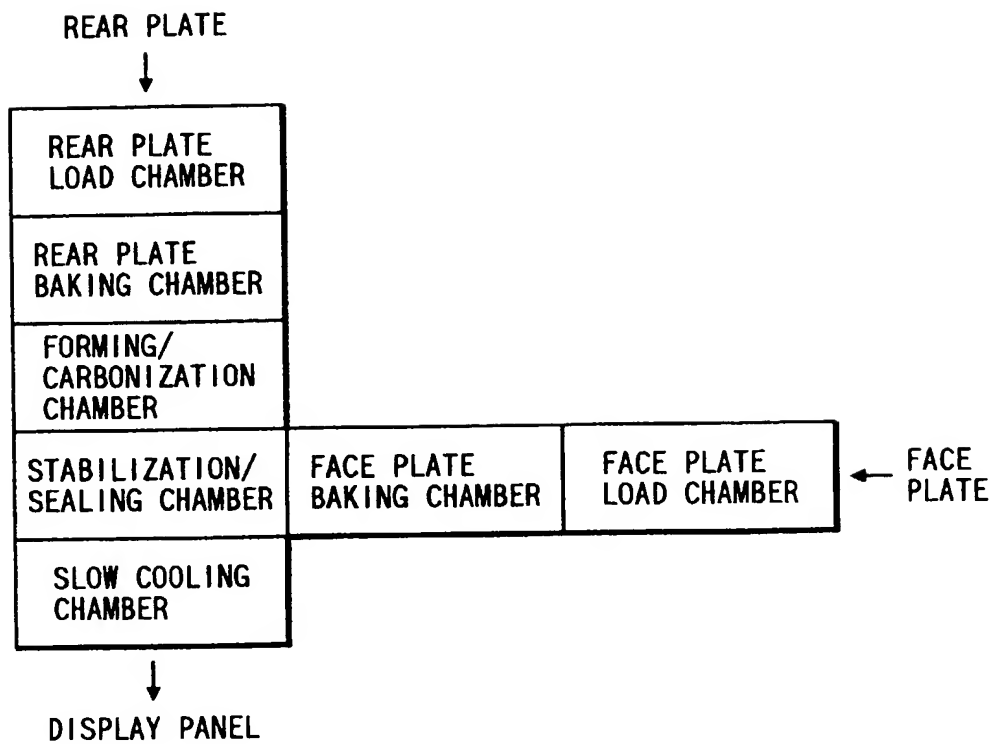 REAR PLATE
REAR PLATE
LOAD CHAMBER
REAR PLATE
BAKING CHAMBER
FORMING/
CARBONIZATION
CHAMBER
STABILIZATION/
SEALING CHAMBER
FACE PLATE
BAKING CHAMBER
FACE PLATE
LOAD CHAMBER
FACE
PLATE
SLOW COOLING
CHAMBER
DISPLAY PANEL